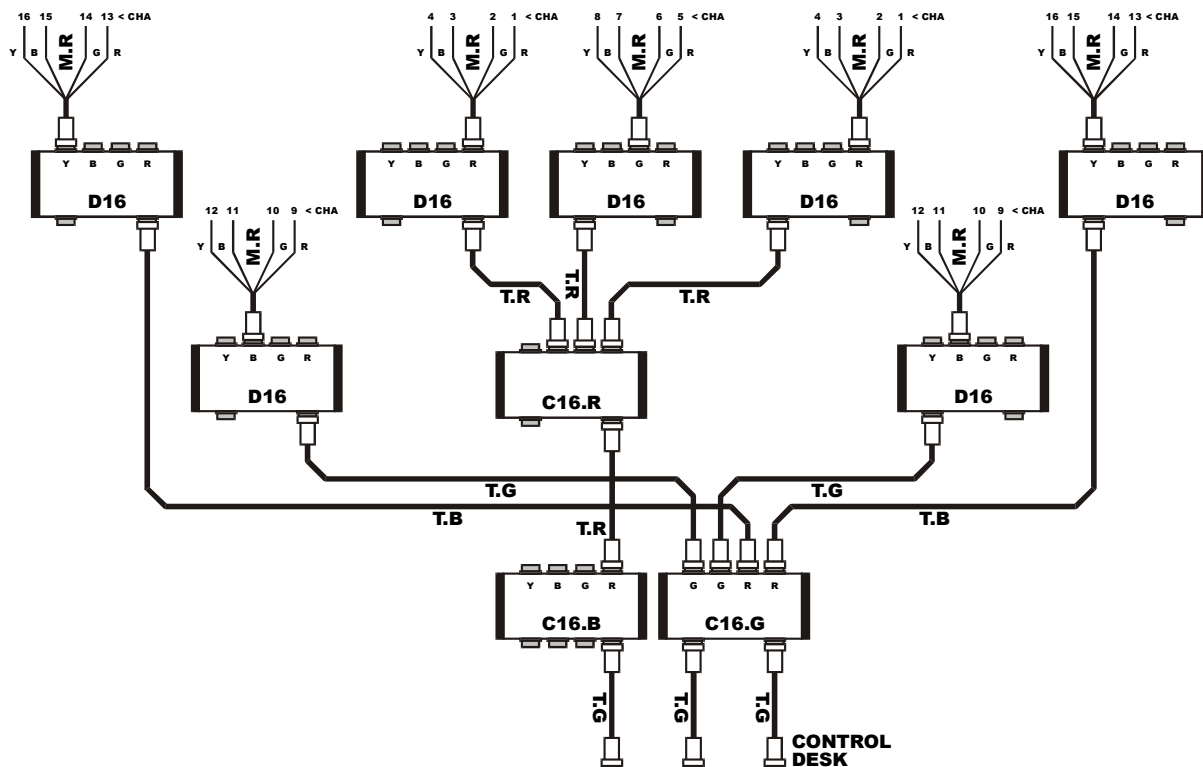 16 15 14 13 < CHA
Y B M.R G R
4 3 2 1 < CHA
Y B M.R G R
8 7 6 5 < CHA
Y B M.R G R
4 3 2 1 < CHA
Y B M.R G R
16 15 14 13 < CHA
Y B M.R G R
Y B G R
D16
Y B G R
D16
Y B G R
D16
Y B G R
D16
Y B G R
D16
12 11 10 9 < CHA
Y B M.R G R
12 11 10 9 < CHA
Y B M.R G R
T.R
T.R
T.R
Y B G R
D16
C16.R
Y B G R
D16
T.G
T.G
T.B
T.R
T.B
Y B G R
C16.B
G G R R
C16.G
T.G
T.G
T.G
CONTROL
DESK